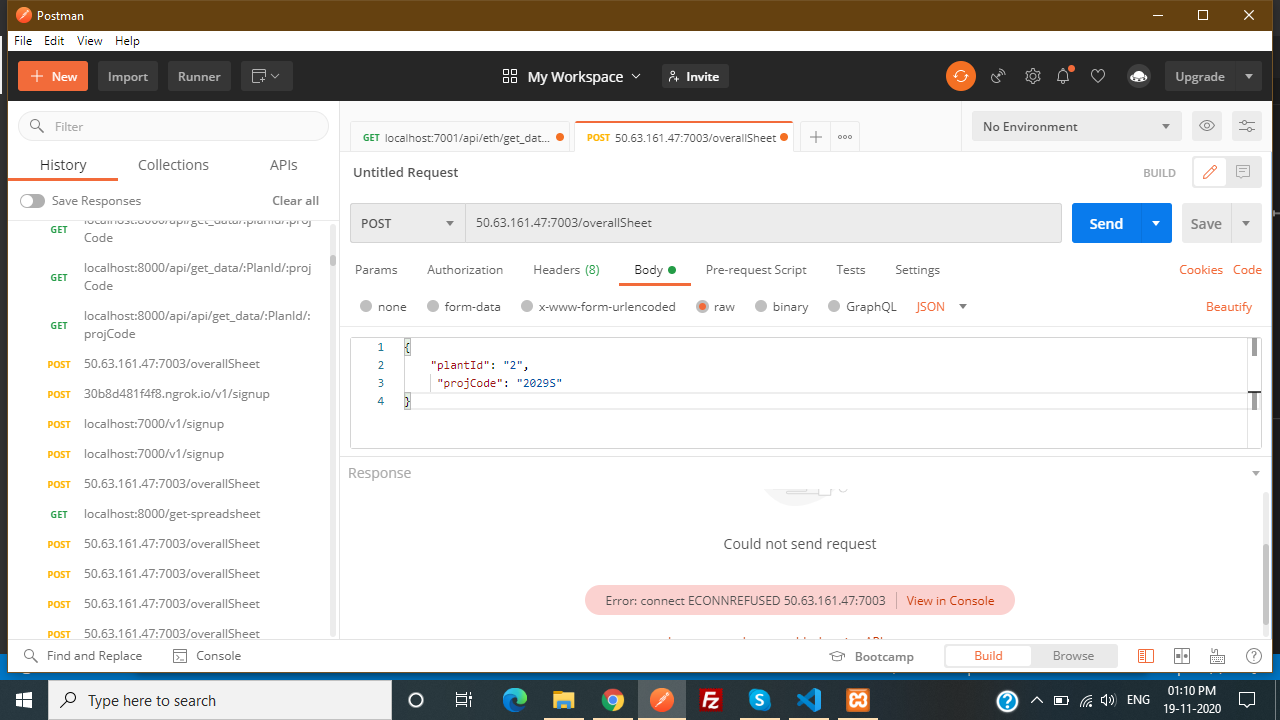 Postman
File Edit View Help
New Import Runner My Workspace Invite Upgrade
Filter
History Collections APIs
Save Responses Clear all
GET localhost:8000/api/get_data/:planId/:proj
Code
GET localhost:8000/api/get_data/:PlanId/:proj
Code
GET localhost:8000/api/api/get_data/:PlanId/:
projCode
POST 50.63.161.47:7003/overallSheet
POST 30b8d481f4f8.ngrok.io/v1/signup
POST localhost:7000/v1/signup
POST localhost:7000/v1/signup
POST 50.63.161.47:7003/overallSheet
GET localhost:8000/get-spreadsheet
POST 50.63.161.47:7003/overallSheet
POST 50.63.161.47:7003/overallSheet
POST 50.63.161.47:7003/overallSheet
POST 50.63.161.47:7003/overallSheet
GET localhost:7001/api/eth/get_dat... POST 50.63.161.47:7003/overallSheet
No Environment
Untitled Request BUILD
POST 50.63.161.47:7003/overallSheet Send Save
Params Authorization Headers (8) Body Pre-request Script Tests Settings Cookies Code
none form-data x-www-form-urlencoded raw binary GraphQL JSON Beautify
1 {
2 "plantId": "2",
3 "projCode": "2029S"
4 }
Response
Could not send request
Error: connect ECONNREFUSED 50.63.161.47:7003 View in Console
Find and Replace Console Bootcamp Build Browse
Type here to search
ENG
01:10 PM
19-11-2020